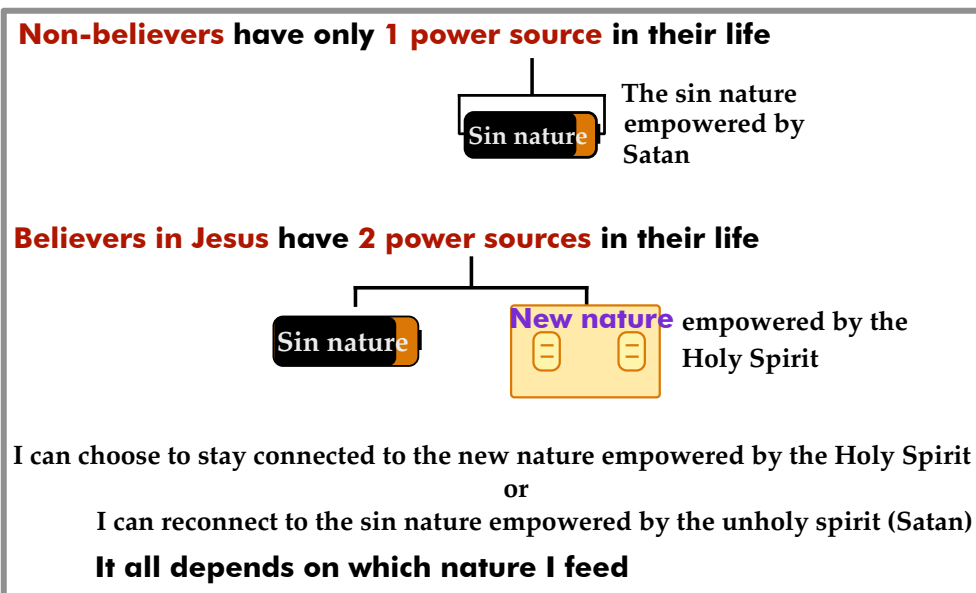 Non-believers have only 1 power source in their life
The sin nature
empowered by
Satan
Sin nature
Believers in Jesus have 2 power sources in their life
Sin nature
New nature
empowered by the
Holy Spirit
I can choose to stay connected to the new nature empowered by the Holy Spirit
or
I can reconnect to the sin nature empowered by the unholy spirit (Satan)
It all depends on which nature I feed